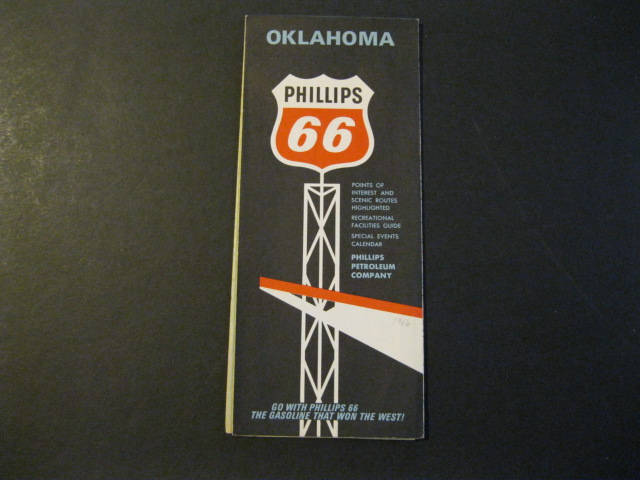 OKLAHOMA
PHILLIPS
66
POINTS OF
INTEREST AND
SCENIC ROUTES
HIGHLIGHTED
RECREATIONAL
FACILITIES GUIDE
SPECIAL EVENTS
CALENDAR
PHILLIPS
PETROLEUM
COMPANY
GO WITH PHILLIPS 66
THE GASOLINE THAT WON THE WEST!